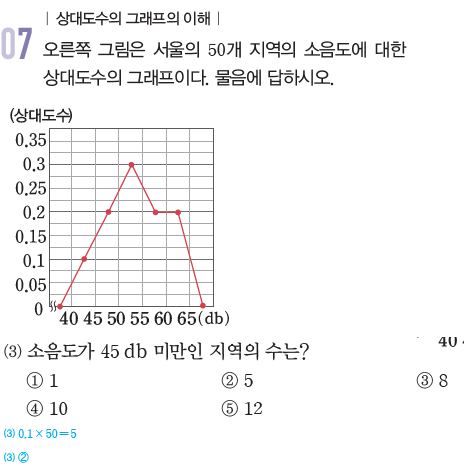 | 상대도수의 그래프의 이해 |
07 오른쪽 그림은 서울의 50개 지역의 소음도에 대한
상대도수의 그래프이다. 물음에 답하시오.
(상대도수)
0.35
0.3
0.25
0.2
0.15
0.1
0.05
0
40 45 50 55 60 65(db)
(3) 소음도가 45 db 미만인 지역의 수는?
40
① 1 ② 5 ③ 8
④ 10 ⑤ 12
⑶ 0.1×50=5
⑶ ②